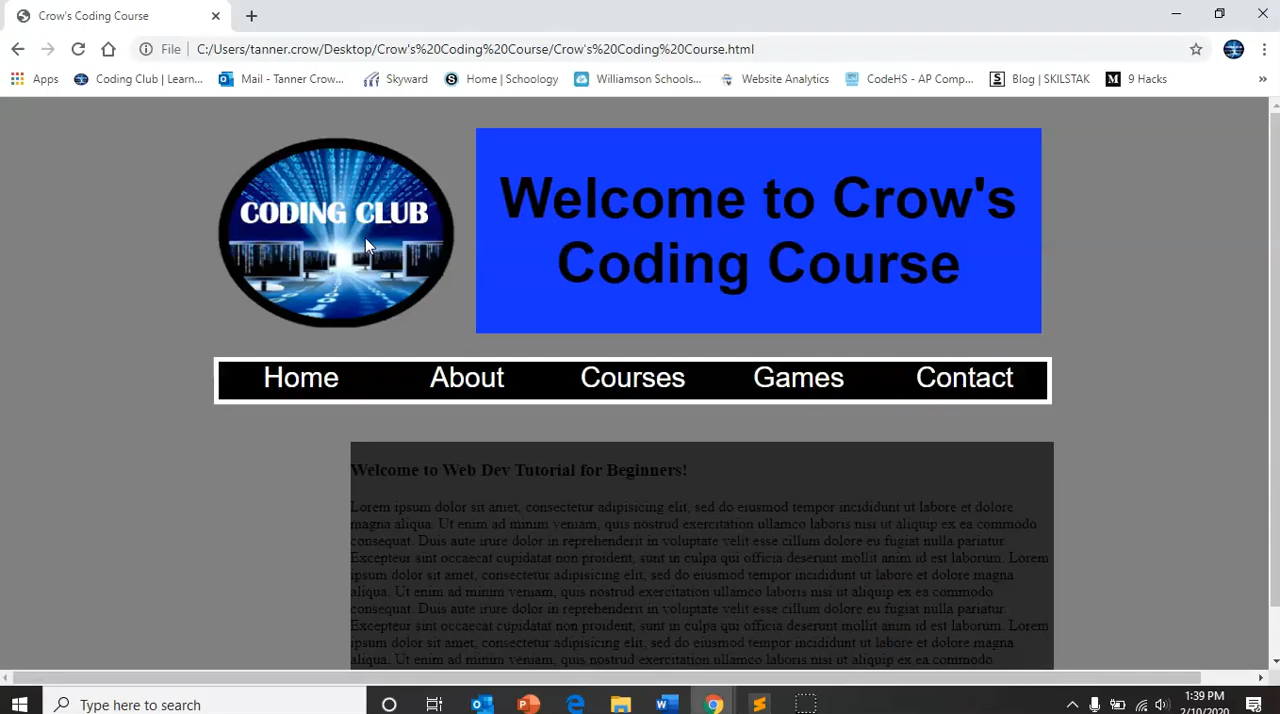 Crow's Coding Course
File
C:/Users/tanner.crow/Desktop/Crow's%20Coding%20Course/Crow's%20Coding%20Course.html
Apps
Coding Club | Learn...
Mail - Tanner Crow...
Skyward
Home | Schoology
Williamson Schools...
Website Analytics
CodeHS - AP Comp...
Blog | SKILSTAK
9 Hacks
CODING CLUB
Welcome to Crow's
Coding Course
Home About Courses Games Contact
Welcome to Web Dev Tutorial for Beginners!
Lorem ipsum dolor sit amet, consectetur adipisicing elit, sed do eiusmod tempor incididunt ut labore et dolore
magna aliqua. Ut enim ad minim veniam, quis nostrud exercitation ullamco laboris nisi ut aliquip ex ea commodo
consequat. Duis aute irure dolor in reprehenderit in voluptate velit esse cillum dolore eu fugiat nulla pariatur.
Excepteur sint occaecat cupidatat non proident, sunt in culpa qui officia deserunt mollit anim id est laborum. Lorem
ipsum dolor sit amet, consectetur adipisicing elit, sed do eiusmod tempor incididunt ut labore et dolore magna
aliqua. Ut enim ad minim veniam, quis nostrud exercitation ullamco laboris nisi ut aliquip ex ea commodo
consequat. Duis aute irure dolor in reprehenderit in voluptate velit esse cillum dolore eu fugiat nulla pariatur.
Excepteur sint occaecat cupidatat non proident, sunt in culpa qui officia deserunt mollit anim id est laborum. Lorem
ipsum dolor sit amet, consectetur adipisicing elit, sed do eiusmod tempor incididunt ut labore et dolore magna
aliqua. Ut enim ad minim veniam, quis nostrud exercitation ullamco laboris nisi ut aliquip ex ea commodo
Type here to search
1:39 PM
2/10/2020